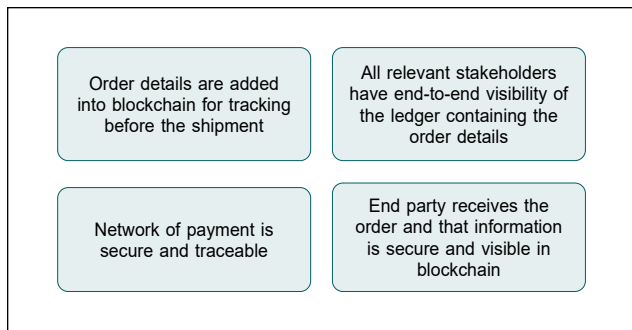 Order details are added
into blockchain for tracking
before the shipment
All relevant stakeholders
have end-to-end visibility of
the ledger containing the
order details
Network of payment is
secure and traceable
End party receives the
order and that information
is secure and visible in
blockchain